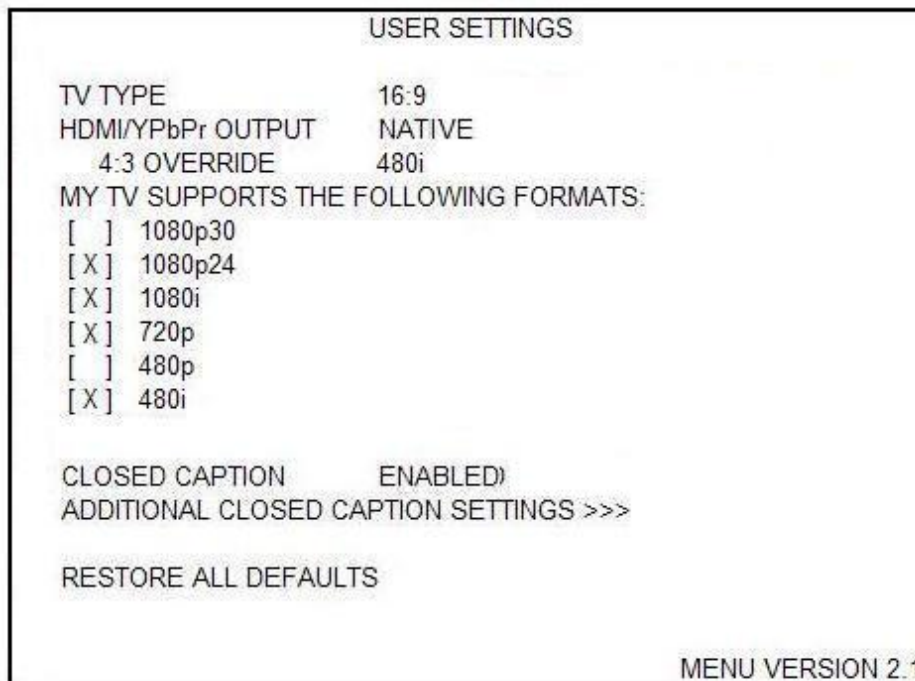 USER SETTINGS
TV TYPE 16:9
HDMI/YPbPr OUTPUT NATIVE
4:3 OVERRIDE 480i
MY TV SUPPORTS THE FOLLOWING FORMATS:
[ ] 1080p30
[ X ] 1080p24
[ X ] 1080i
[ X ] 720p
[ ] 480p
[ X ] 480i
CLOSED CAPTION ENABLED)
ADDITIONAL CLOSED CAPTION SETTINGS >>>
RESTORE ALL DEFAULTS
MENU VERSION 2.1